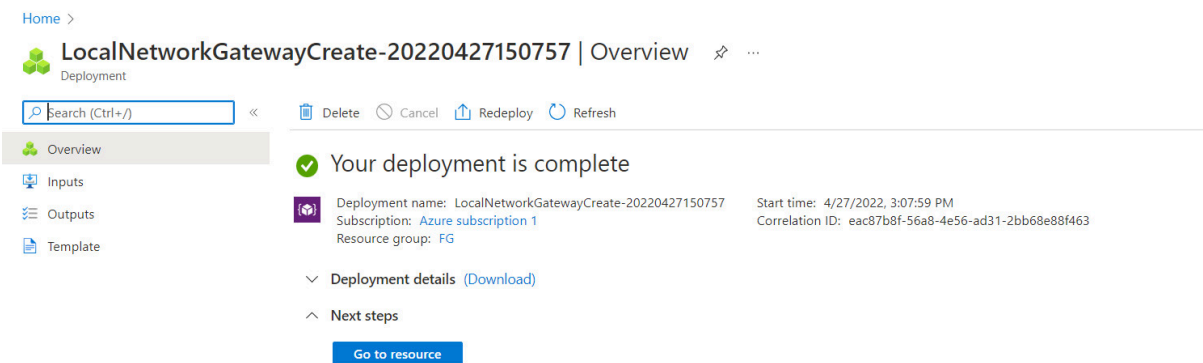 Home >
LocalNetworkGatewayCreate-20220427150757 | Overview ...
Deployment
Search (Ctrl+/) «
Delete Cancel Redeploy Refresh
Overview
Inputs
Outputs
Template
Your deployment is complete
Deployment name: LocalNetworkGatewayCreate-20220427150757 Start time: 4/27/2022, 3:07:59 PM
Subscription: Azure subscription 1 Correlation ID: eac87b8f-56a8-4e56-ad31-2bb68e88f463
Resource group: FG
Deployment details (Download)
Next steps
Go to resource